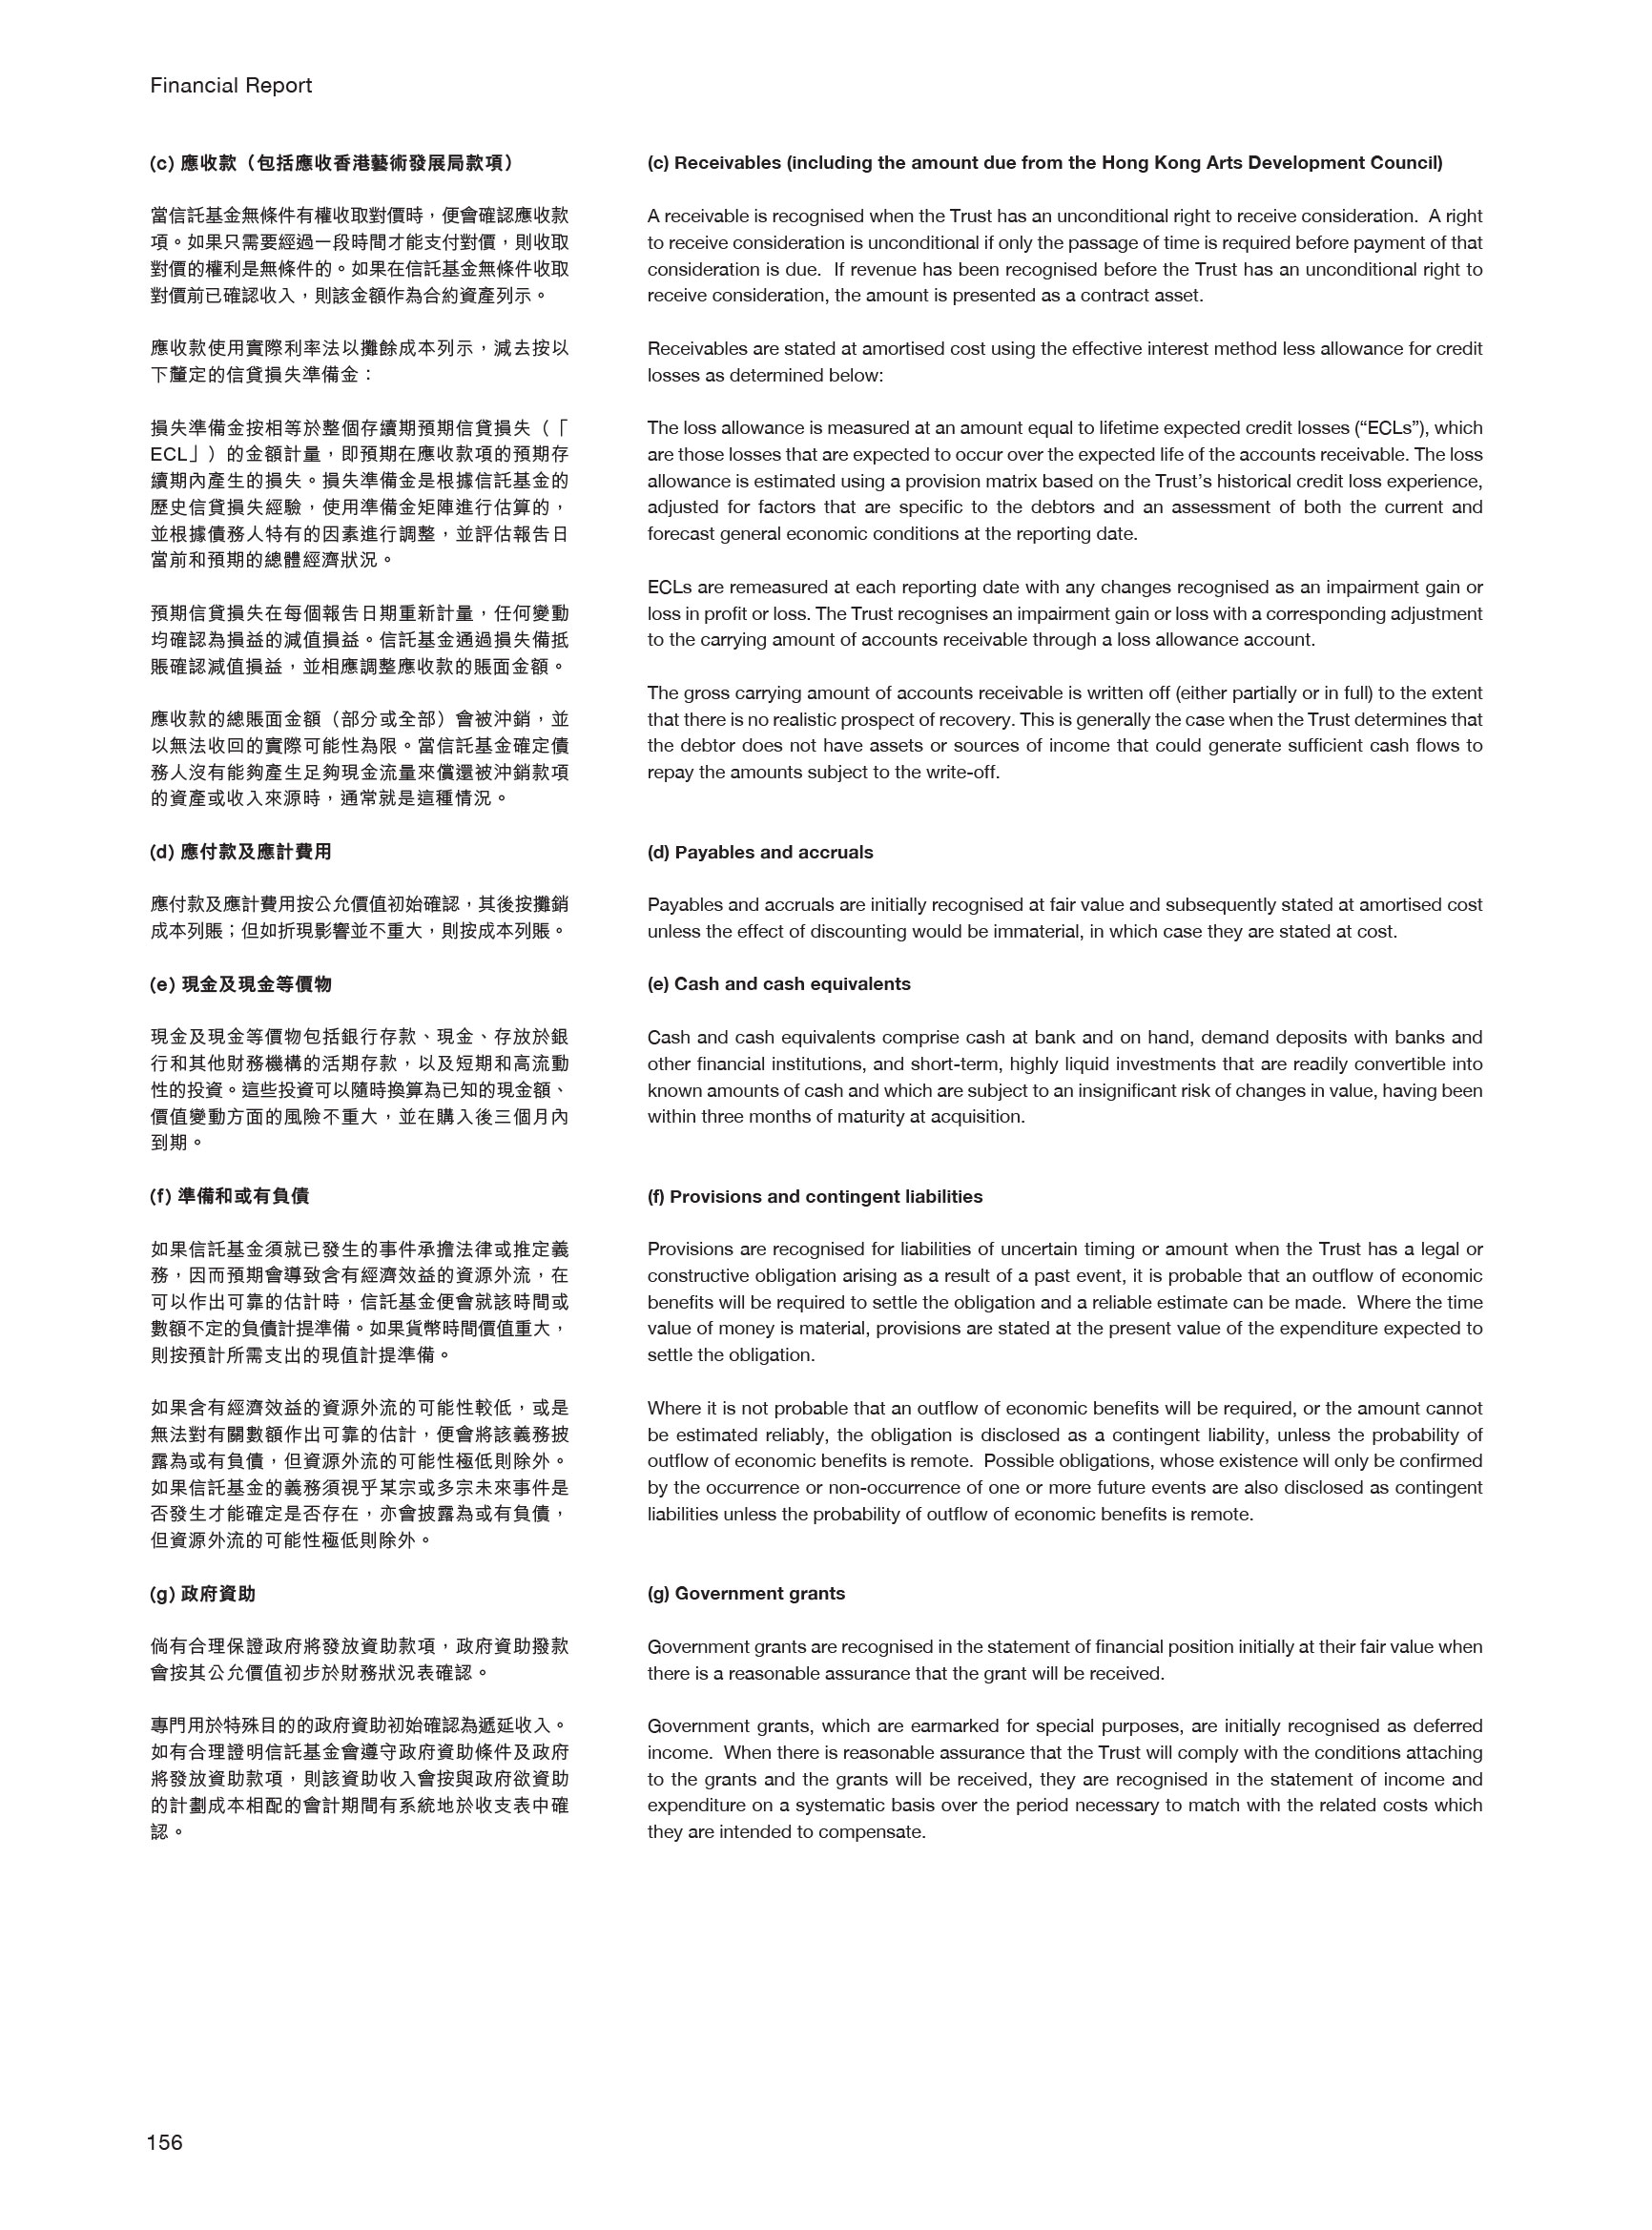 Financial Report
(c) 應收款（包括應收香港藝術發展局款項）
當信託基金無條件有權收取對價時，便會確認應收款
項。如果只需要經過一段時間才能支付對價，則收取
對價的權利是無條件的。如果在信託基金無條件收取
對價前已確認收入，則該金額作為合約資產列示。
應收款使用實際利率法以攤餘成本列示，減去按以
下釐定的信貸損失準備金：
損失準備金按相等於整個存續期預期信貸損失（「
ECL」）的金額計量，即預期在應收款項的預期存
續期內產生的損失。損失準備金是根據信託基金的
歷史信貸損失經驗，使用準備金矩陣進行估算的，
並根據債務人特有的因素進行調整，並評估報告日
當前和預期的總體經濟狀況。
預期信貸損失在每個報告日期重新計量，任何變動
均確認為損益的減值損益。信託基金通過損失備抵
賬確認減值損益，並相應調整應收款的賬面金額。
應收款的總賬面金額（部分或全部）會被沖銷，並
以無法收回的實際可能性為限。當信託基金確定債
務人沒有能夠產生足夠現金流量來償還被沖銷款項
的資產或收入來源時，通常就是這種情況。
(d) 應付款及應計費用
應付款及應計費用按公允價值初始確認，其後按攤銷
成本列賬；但如折現影響並不重大，則按成本列賬。
(e) 現金及現金等價物
現金及現金等價物包括銀行存款、現金、存放於銀
行和其他財務機構的活期存款，以及短期和高流動
性的投資。這些投資可以隨時換算為已知的現金額、
價值變動方面的風險不重大，並在購入後三個月內
到期。
(f) 準備和或有負債
如果信託基金須就已發生的事件承擔法律或推定義
務，因而預期會導致含有經濟效益的資源外流，在
可以作出可靠的估計時，信託基金便會就該時間或
數額不定的負債計提準備。如果貨幣時間價值重大，
則按預計所需支出的現值計提準備。
如果含有經濟效益的資源外流的可能性較低，或是
無法對有關數額作出可靠的估計，便會將該義務披
露為或有負債，但資源外流的可能性極低則除外。
如果信託基金的義務須視乎某宗或多宗未來事件是
否發生才能確定是否存在，亦會披露為或有負債，
但資源外流的可能性極低則除外。
(g) 政府資助
倘有合理保證政府將發放資助款項，政府資助撥款
會按其公允價值初步於財務狀況表確認。
專門用於特殊目的的政府資助初始確認為遞延收入。
如有合理證明信託基金會遵守政府資助條件及政府
將發放資助款項，則該資助收入會按與政府欲資助
的計劃成本相配的會計期間有系統地於收支表中確
認。
(c) Receivables (including the amount due from the Hong Kong Arts Development Council)
A receivable is recognised when the Trust has an unconditional right to receive consideration. A right
to receive consideration is unconditional if only the passage of time is required before payment of that
consideration is due. If revenue has been recognised before the Trust has an unconditional right to
receive consideration, the amount is presented as a contract asset.
Receivables are stated at amortised cost using the effective interest method less allowance for credit
losses as determined below:
The loss allowance is measured at an amount equal to lifetime expected credit losses (“ECLs”), which
are those losses that are expected to occur over the expected life of the accounts receivable. The loss
allowance is estimated using a provision matrix based on the Trust’s historical credit loss experience,
adjusted for factors that are specific to the debtors and an assessment of both the current and
forecast general economic conditions at the reporting date.
ECLs are remeasured at each reporting date with any changes recognised as an impairment gain or
loss in profit or loss. The Trust recognises an impairment gain or loss with a corresponding adjustment
to the carrying amount of accounts receivable through a loss allowance account.
The gross carrying amount of accounts receivable is written off (either partially or in full) to the extent
that there is no realistic prospect of recovery. This is generally the case when the Trust determines that
the debtor does not have assets or sources of income that could generate sufficient cash flows to
repay the amounts subject to the write-off.
(d) Payables and accruals
Payables and accruals are initially recognised at fair value and subsequently stated at amortised cost
unless the effect of discounting would be immaterial, in which case they are stated at cost.
(e) Cash and cash equivalents
Cash and cash equivalents comprise cash at bank and on hand, demand deposits with banks and
other financial institutions, and short-term, highly liquid investments that are readily convertible into
known amounts of cash and which are subject to an insignificant risk of changes in value, having been
within three months of maturity at acquisition.
(f) Provisions and contingent liabilities
Provisions are recognised for liabilities of uncertain timing or amount when the Trust has a legal or
constructive obligation arising as a result of a past event, it is probable that an outflow of economic
benefits will be required to settle the obligation and a reliable estimate can be made. Where the time
value of money is material, provisions are stated at the present value of the expenditure expected to
settle the obligation.
Where it is not probable that an outflow of economic benefits will be required, or the amount cannot
be estimated reliably, the obligation is disclosed as a contingent liability, unless the probability of
outflow of economic benefits is remote. Possible obligations, whose existence will only be confirmed
by the occurrence or non-occurrence of one or more future events are also disclosed as contingent
liabilities unless the probability of outflow of economic benefits is remote.
(g) Government grants
Government grants are recognised in the statement of financial position initially at their fair value when
there is a reasonable assurance that the grant will be received.
Government grants, which are earmarked for special purposes, are initially recognised as deferred
income. When there is reasonable assurance that the Trust will comply with the conditions attaching
to the grants and the grants will be received, they are recognised in the statement of income and
expenditure on a systematic basis over the period necessary to match with the related costs which
they are intended to compensate.
156